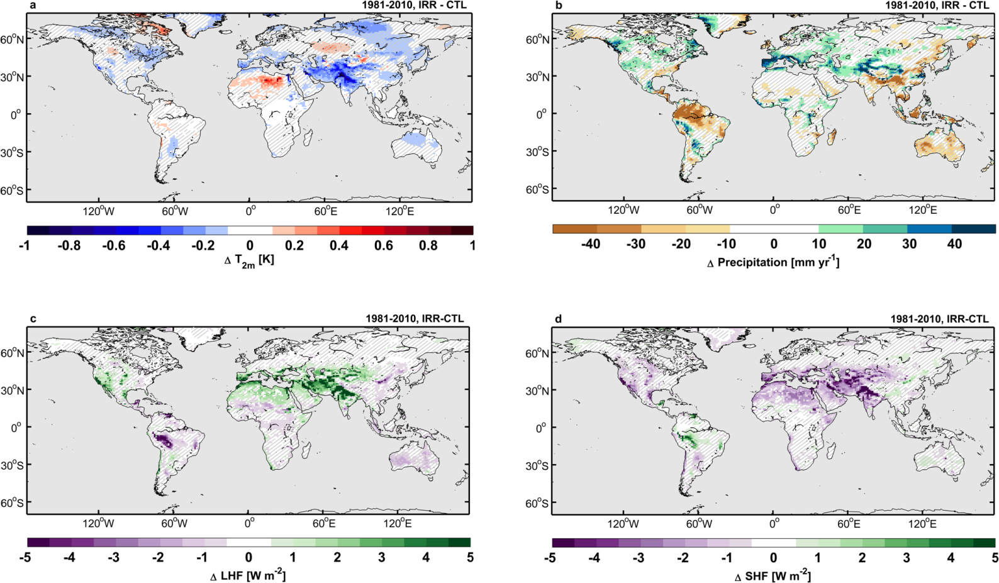 a 1981-2010, IRR - CTL
60°N
30°N
0°
30°S
60°S
120°W 60°W 0° 60°E 120°E
-1 -0.8 -0.6 -0.4 -0.2 0 0.2 0.4 0.6 0.8 1
Δ T2m [K]
b 1981-2010, IRR - CTL
60°N
30°N
0°
30°S
60°S
120°W 60°W 0° 60°E 120°E
-40 -30 -20 -10 0 10 20 30 40
Δ Precipitation [mm yr-1]
c 1981-2010, IRR-CTL
60°N
30°N
0°
30°S
60°S
120°W 60°W 0° 60°E 120°E
-5 -4 -3 -2 -1 0 1 2 3 4 5
Δ LHF [W m-2]
d 1981-2010, IRR-CTL
60°N
30°N
0°
30°S
60°S
120°W 60°W 0° 60°E 120°E
-5 -4 -3 -2 -1 0 1 2 3 4 5
Δ SHF [W m-2]